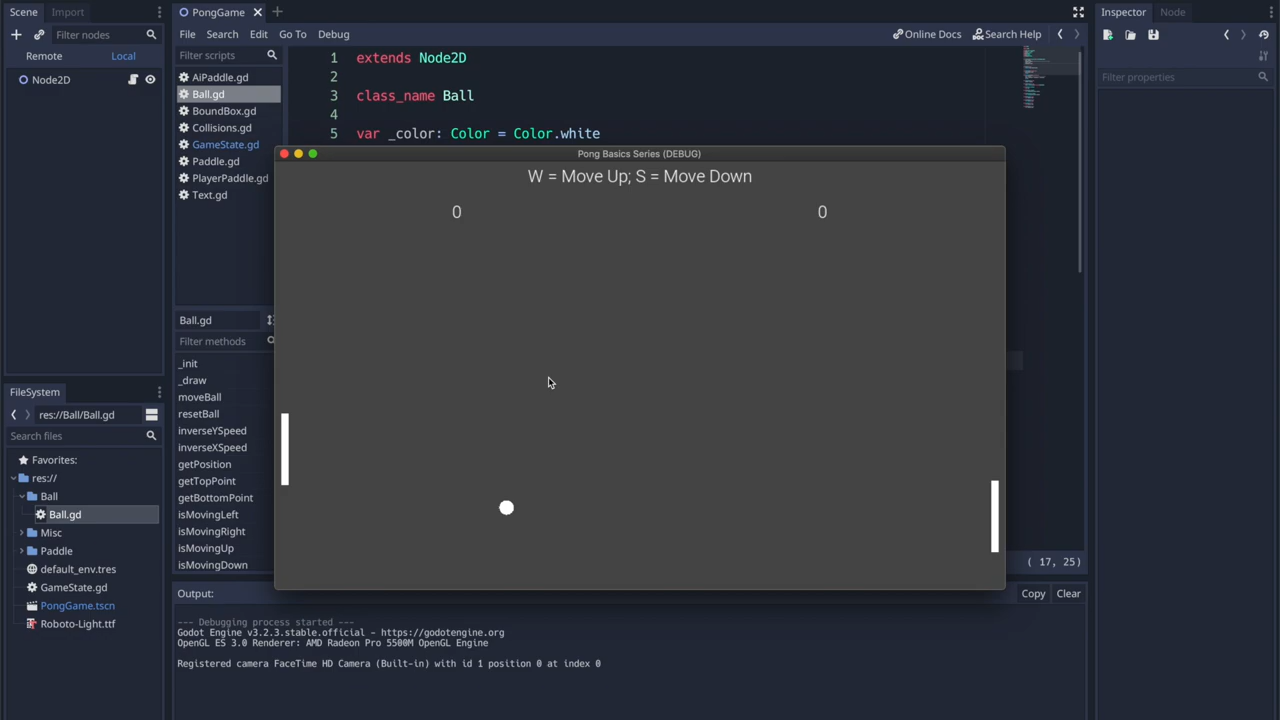 Scene
Import
PongGame
Inspector
Node
Filter nodes
File
Search
Edit
Go To
Debug
Online Docs
Search Help
Remote
Local
Filter scripts
Filter properties
Node2D
AiPaddle.gd
Ball.gd
BoundBox.gd
Collisions.gd
GameState.gd
Paddle.gd
PlayerPaddle.gd
Text.gd
1 extends Node2D
2
3 class_name Ball
4
5 var _color: Color = Color.white
Pong Basics Series (DEBUG)
W = Move Up; S = Move Down
0
0
Ball.gd
Filter methods
_init
_draw
moveBall
resetBall
inverseYSpeed
inverseXSpeed
getPosition
getTopPoint
getBottomPoint
isMovingLeft
isMovingRight
isMovingUp
isMovingDown
( 17, 25)
FileSystem
res://Ball/Ball.gd
Search files
Favorites:
res://
Ball
Ball.gd
Misc
Paddle
default_env.tres
GameState.gd
PongGame.tscn
Roboto-Light.ttf
Output:
Copy
Clear
--- Debugging process started ---
Godot Engine v3.2.3.stable.official - https://godotengine.org
OpenGL ES 3.0 Renderer: AMD Radeon Pro 5500M OpenGL Engine
Registered camera FaceTime HD Camera (Built-in) with id 1 position 0 at index 0